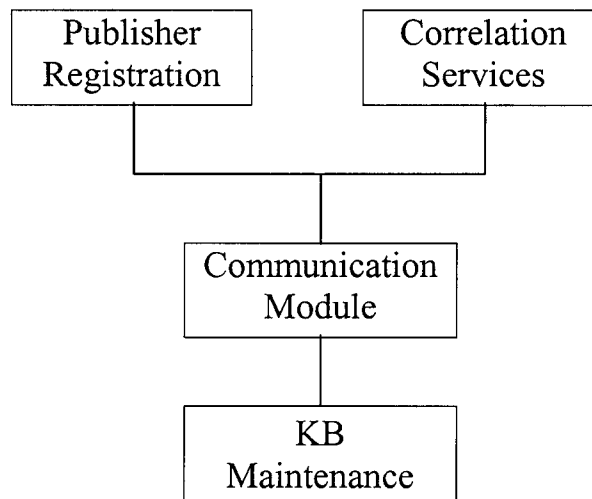 Publisher
Registration
Correlation
Services
Communication
Module
KB
Maintenance